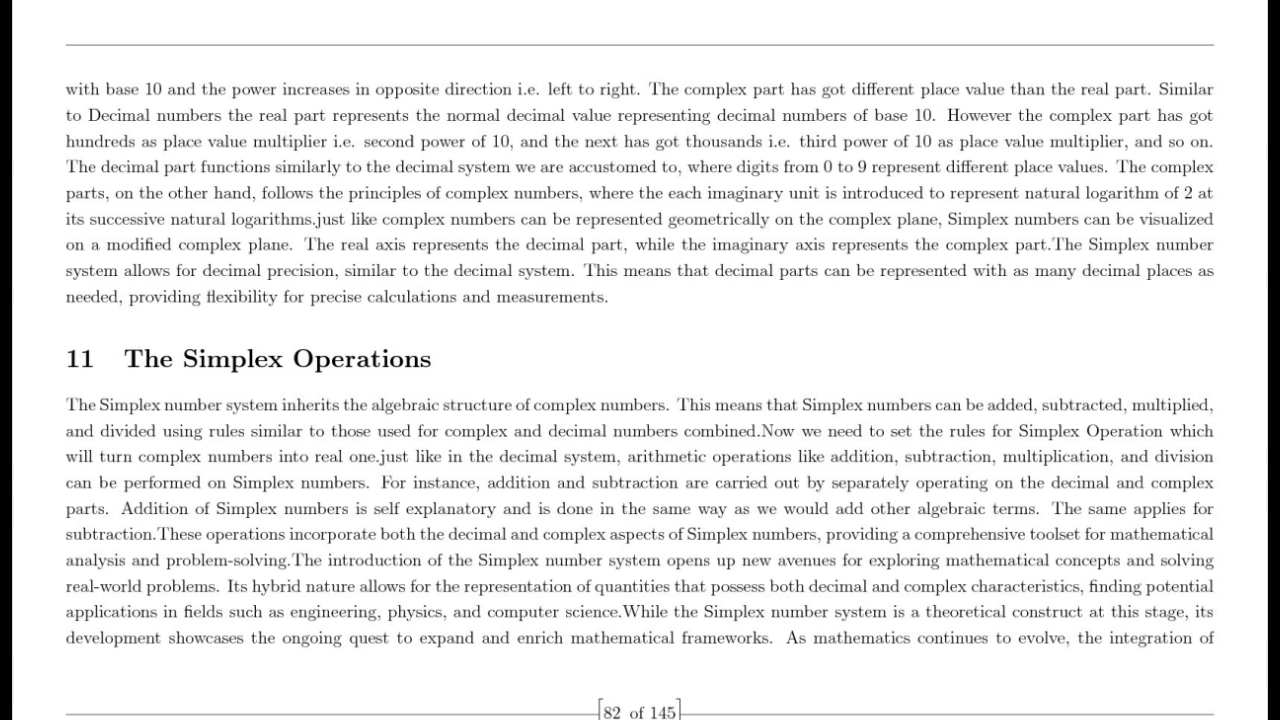 with base 10 and the power increases in opposite direction i.e. left to right. The complex part has got different place value than the real part. Similar
to Decimal numbers the real part represents the normal decimal value representing decimal numbers of base 10. However the complex part has got
hundreds as place value multiplier i.e. second power of 10, and the next has got thousands i.e. third power of 10 as place value multiplier, and so on.
The decimal part functions similarly to the decimal system we are accustomed to, where digits from 0 to 9 represent different place values. The complex
parts, on the other hand, follows the principles of complex numbers, where the each imaginary unit is introduced to represent natural logarithm of 2 at
its successive natural logarithms.just like complex numbers can be represented geometrically on the complex plane, Simplex numbers can be visualized
on a modified complex plane. The real axis represents the decimal part, while the imaginary axis represents the complex part.The Simplex number
system allows for decimal precision, similar to the decimal system. This means that decimal parts can be represented with as many decimal places as
needed, providing flexibility for precise calculations and measurements.
11 The Simplex Operations
The Simplex number system inherits the algebraic structure of complex numbers. This means that Simplex numbers can be added, subtracted, multiplied,
and divided using rules similar to those used for complex and decimal numbers combined.Now we need to set the rules for Simplex Operation which
will turn complex numbers into real one.just like in the decimal system, arithmetic operations like addition, subtraction, multiplication, and division
can be performed on Simplex numbers. For instance, addition and subtraction are carried out by separately operating on the decimal and complex
parts. Addition of Simplex numbers is self explanatory and is done in the same way as we would add other algebraic terms. The same applies for
subtraction.These operations incorporate both the decimal and complex aspects of Simplex numbers, providing a comprehensive toolset for mathematical
analysis and problem-solving.The introduction of the Simplex number system opens up new avenues for exploring mathematical concepts and solving
real-world problems. Its hybrid nature allows for the representation of quantities that possess both decimal and complex characteristics, finding potential
applications in fields such as engineering, physics, and computer science.While the Simplex number system is a theoretical construct at this stage, its
development showcases the ongoing quest to expand and enrich mathematical frameworks. As mathematics continues to evolve, the integration of
[82 of 145]